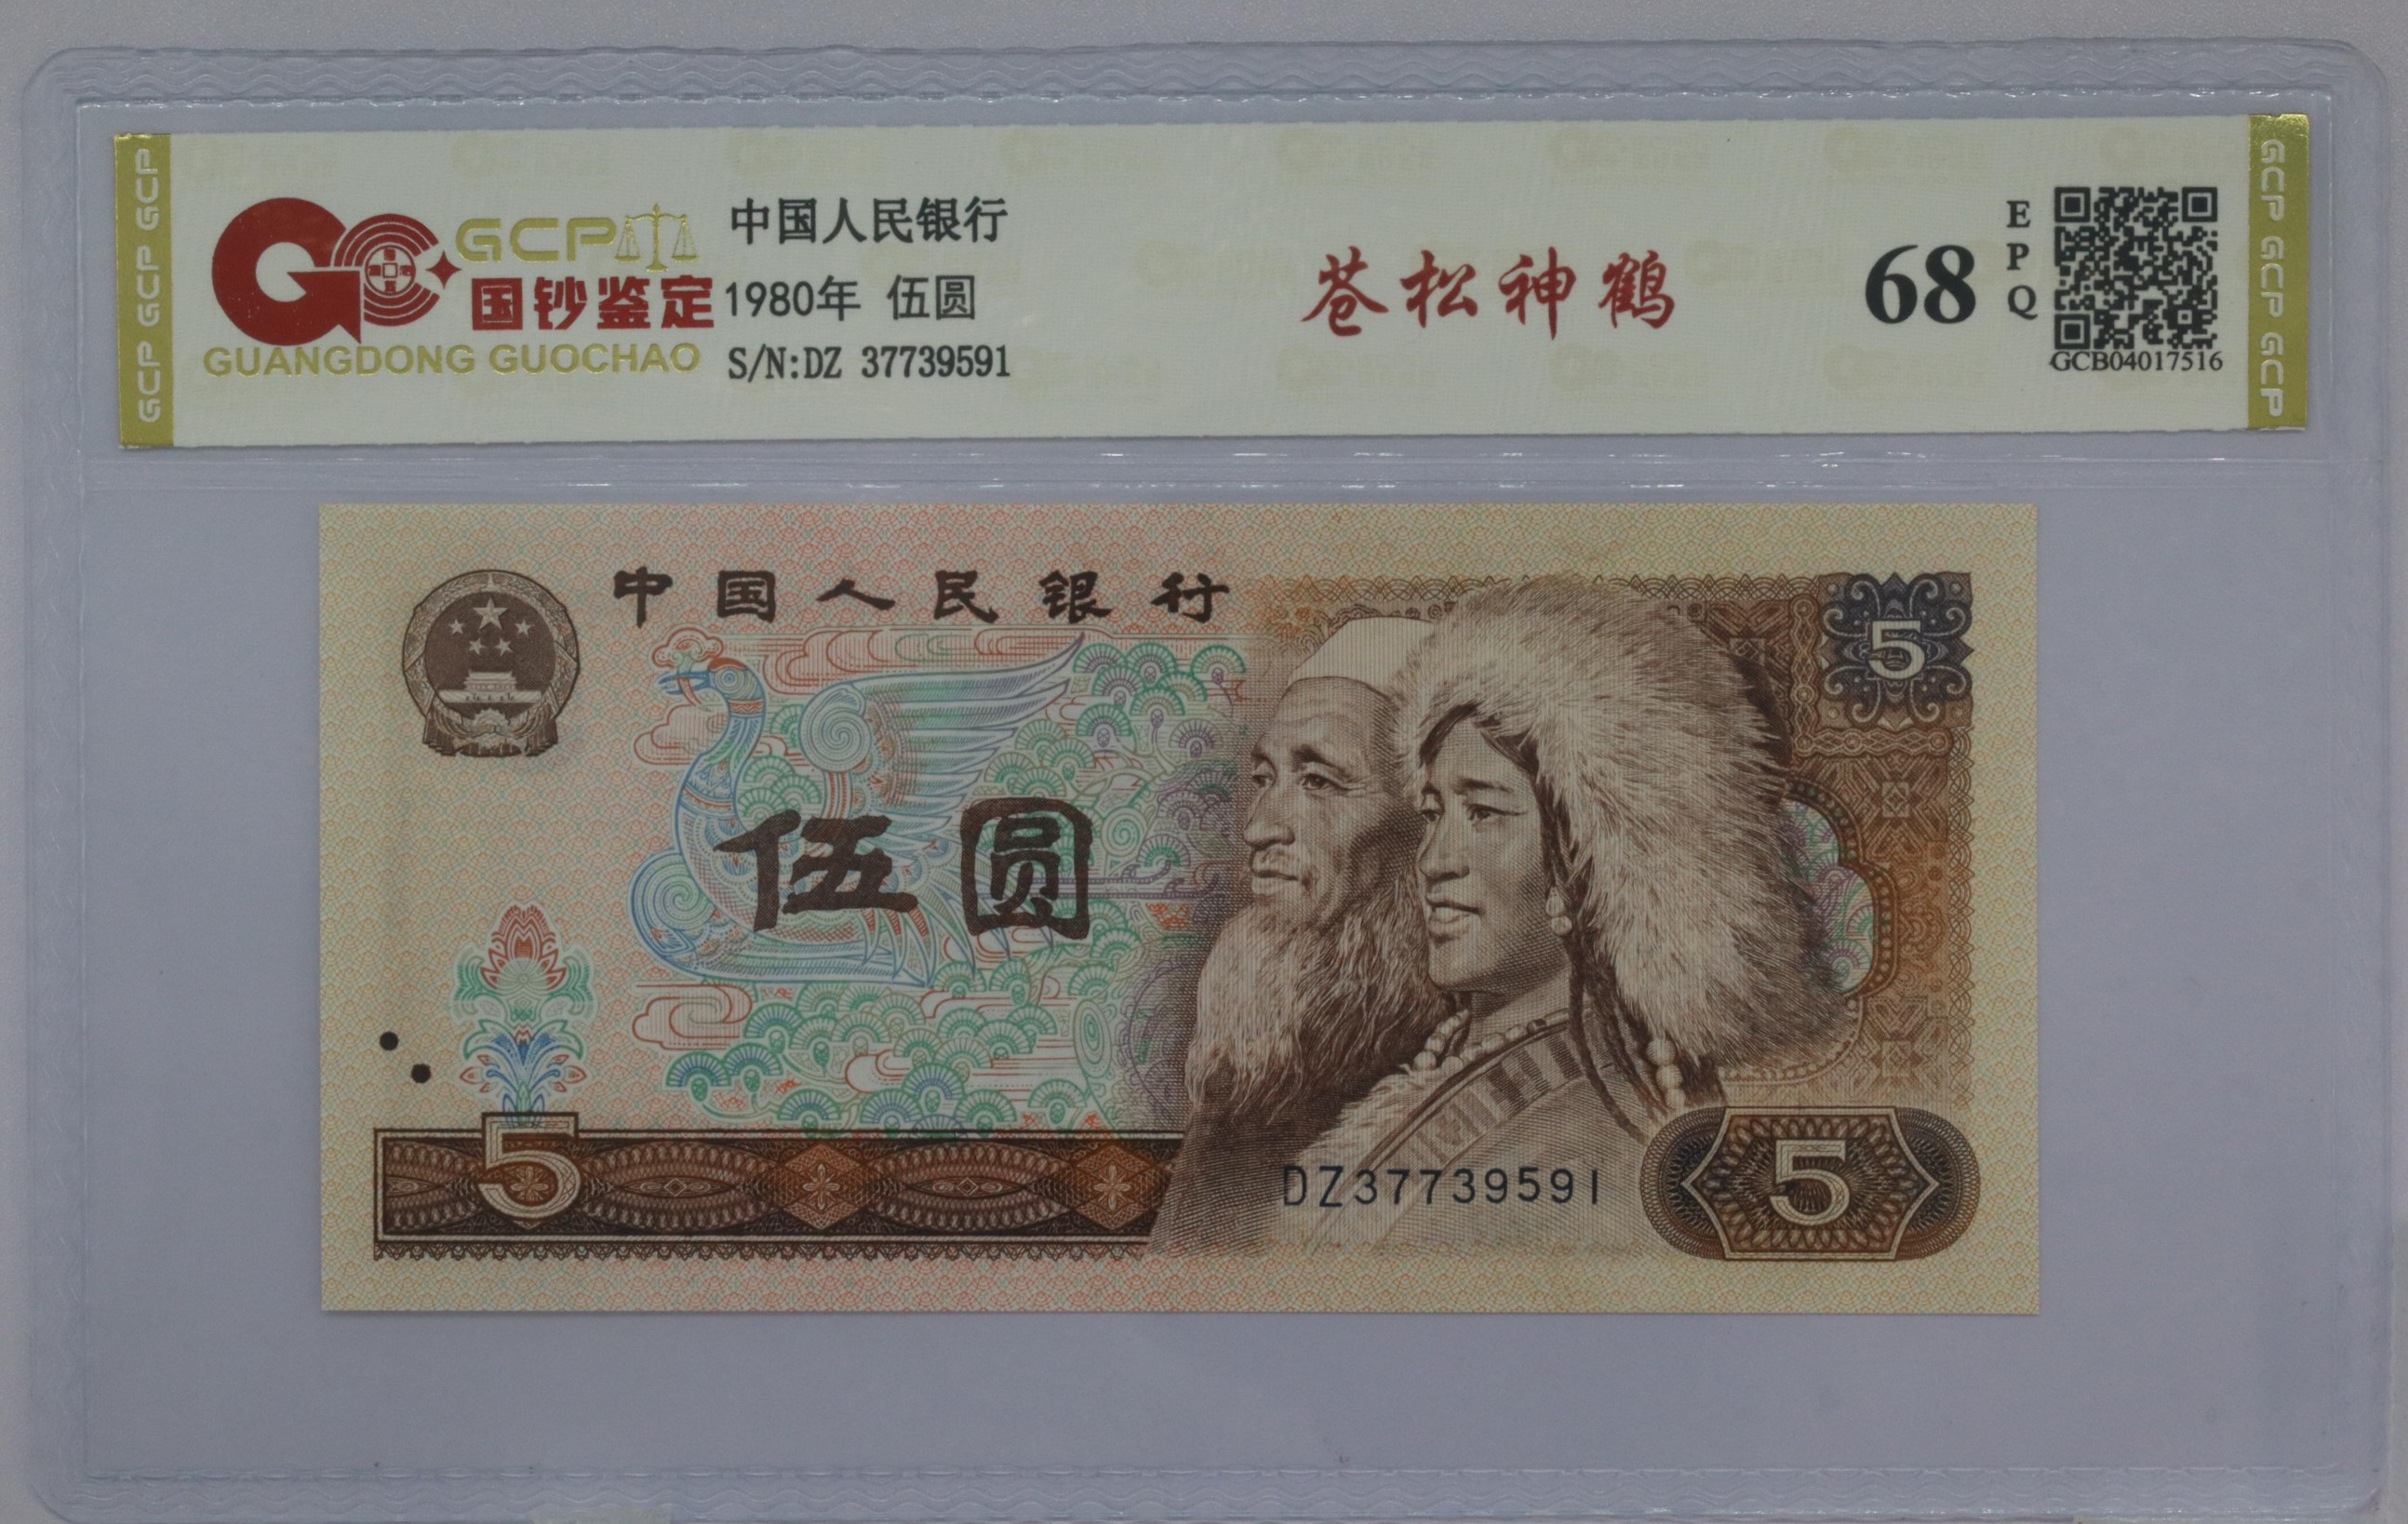 GCP GCP GCP
GCP
国钞鉴定
GUANGDONG GUOCHAO
中国人民银行
1980年 伍圆
S/N:DZ 37739591
苍松神鹤
68
EPQ
GCB04017516
GCP GCP GCP
中国人民银行
5
伍圆
5
DZ37739591
5